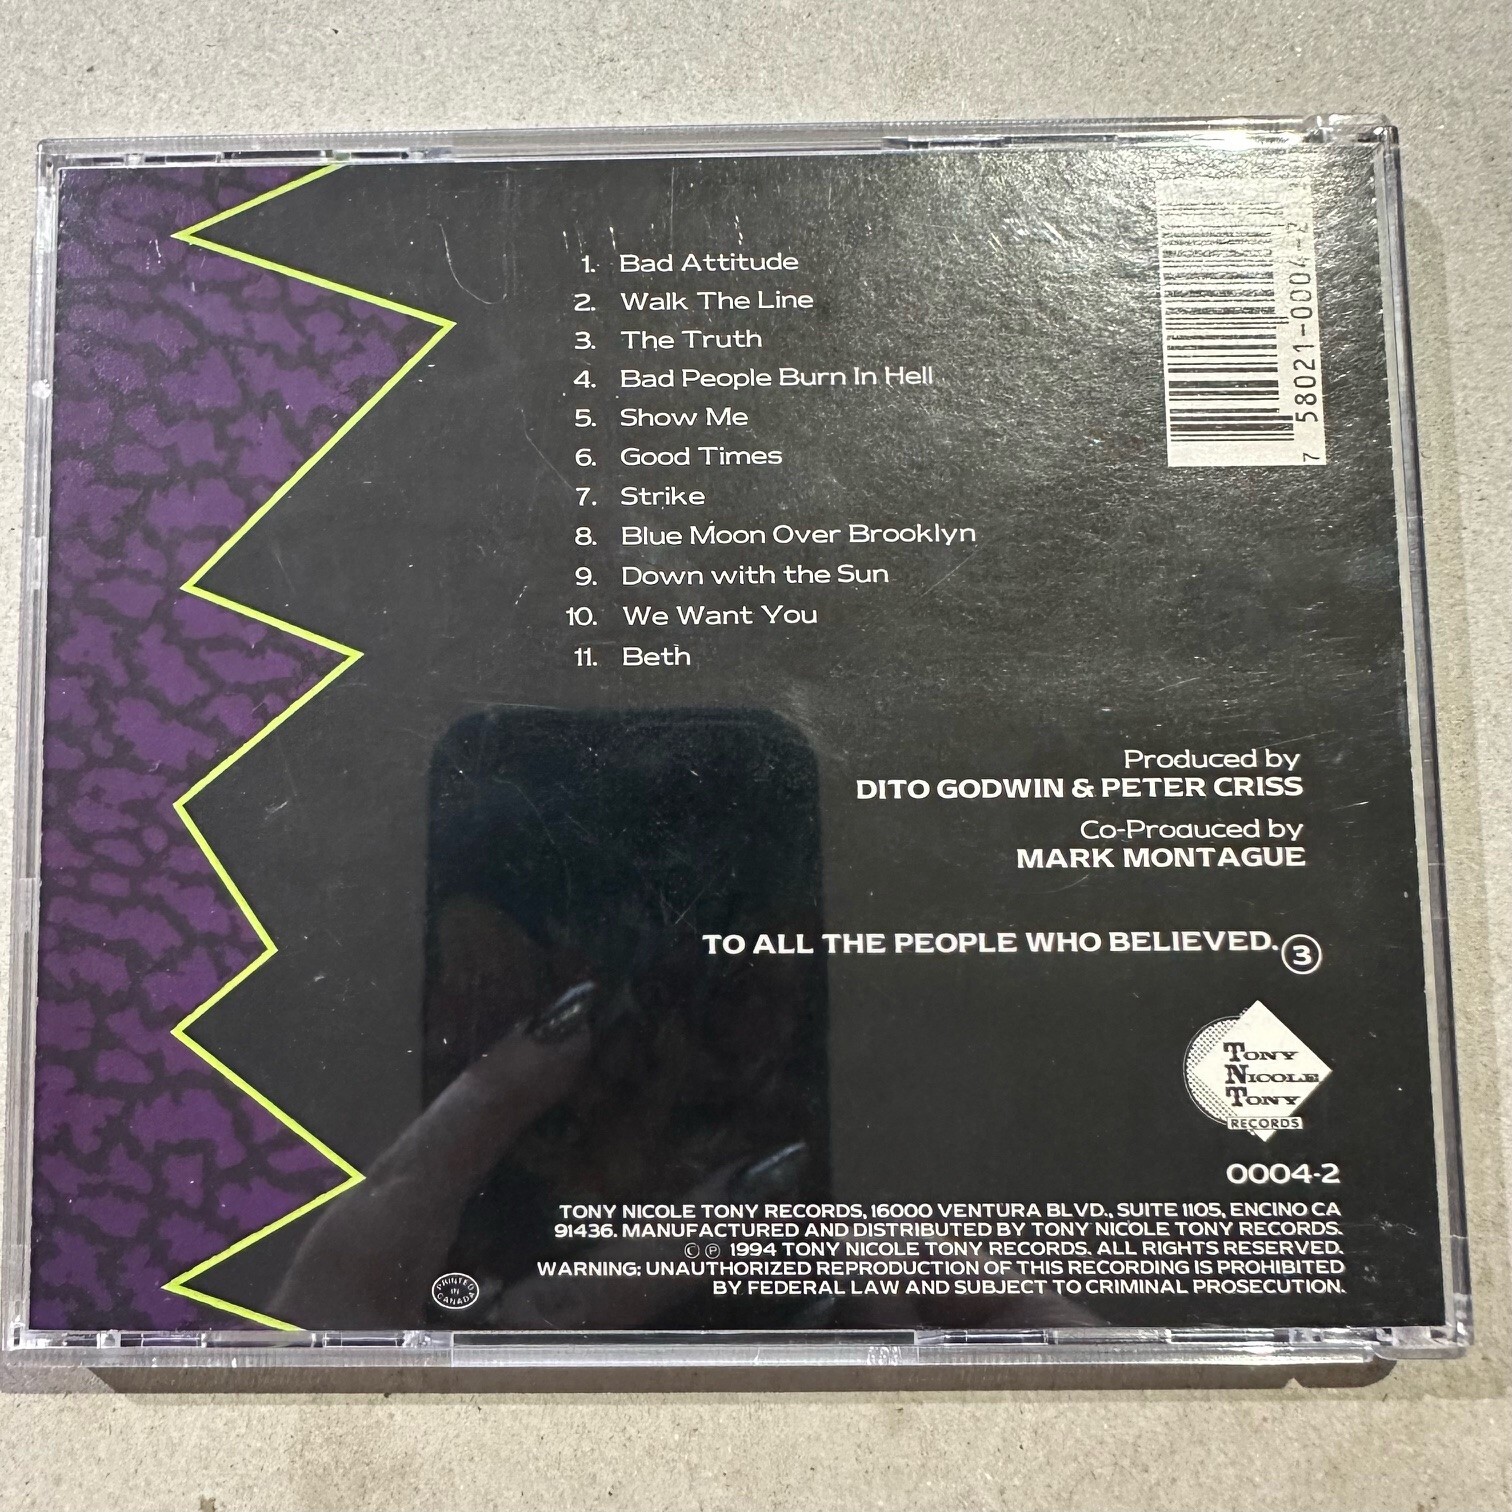 1. Bad Attitude
2. Walk The Line
3. The Truth
4. Bad People Burn In Hell
5. Show Me
6. Good Times
7. Strike
8. Blue Moon Over Brooklyn
9. Down with the Sun
10. We Want You
11. Beth
7 58021-0004-2
Produced by
DITO GODWIN & PETER CRISS
Co-Produced by
MARK MONTAGUE
TO ALL THE PEOPLE WHO BELIEVED. 3
TONY
NICOLE
TONY
RECORDS
0004-2
TONY NICOLE TONY RECORDS, 16000 VENTURA BLVD., SUITE 1105, ENCINO CA
91436. MANUFACTURED AND DISTRIBUTED BY TONY NICOLE TONY RECORDS.
© ℗ 1994 TONY NICOLE TONY RECORDS. ALL RIGHTS RESERVED.
WARNING: UNAUTHORIZED REPRODUCTION OF THIS RECORDING IS PROHIBITED
BY FEDERAL LAW AND SUBJECT TO CRIMINAL PROSECUTION.
PRINTED
IN
CANADA